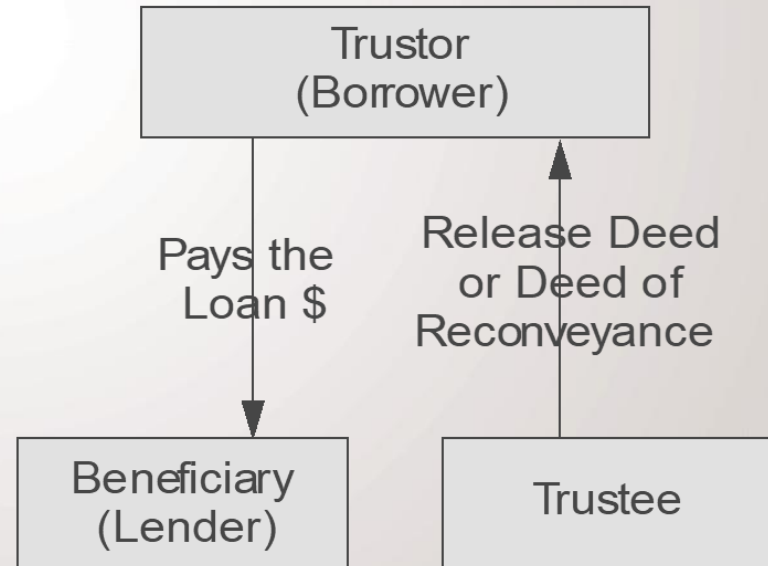 Trustor
(Borrower)
Pays the
Loan $
Release Deed
or Deed of
Reconveyance
Beneficiary
(Lender)
Trustee